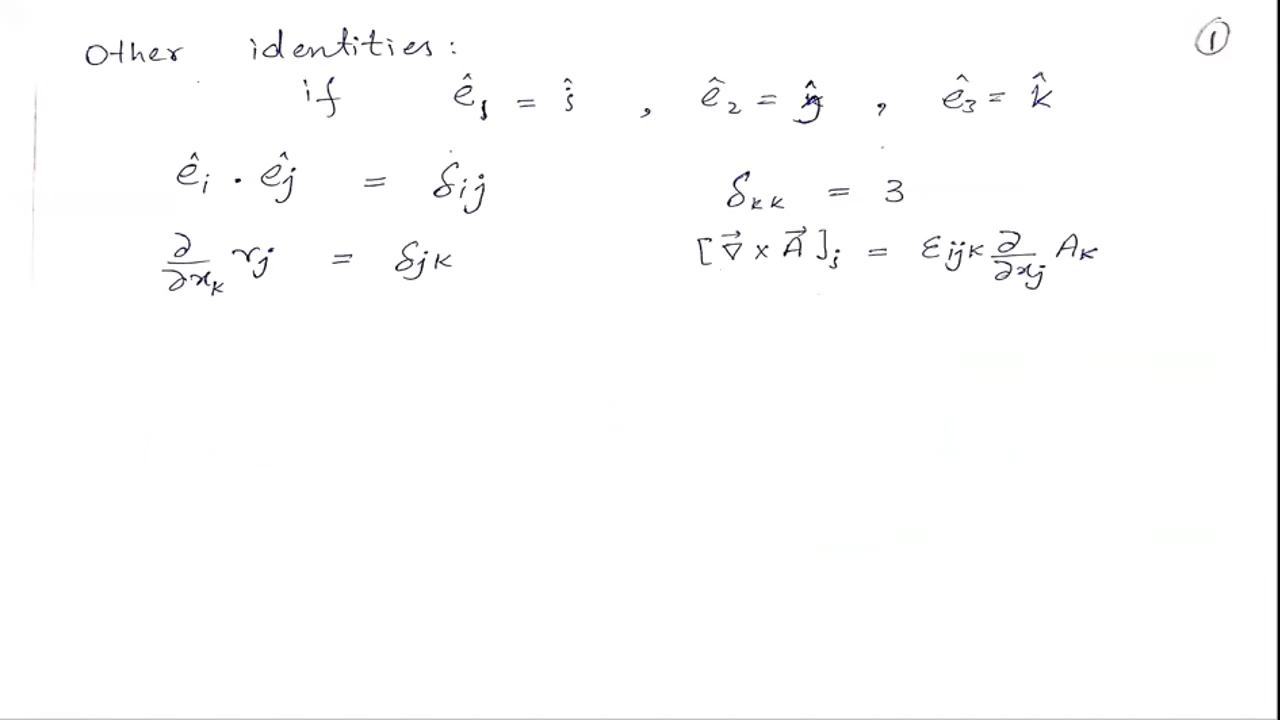 Other identities: ①
if ê₁ = î , ê₂ = ĵ , ê₃ = k̂
êᵢ · êⱼ = δᵢⱼ δₖₖ = 3
∂/∂xₖ rⱼ = δⱼₖ [∇⃗ × A⃗]ᵢ = εᵢⱼₖ ∂/∂xⱼ Aₖ